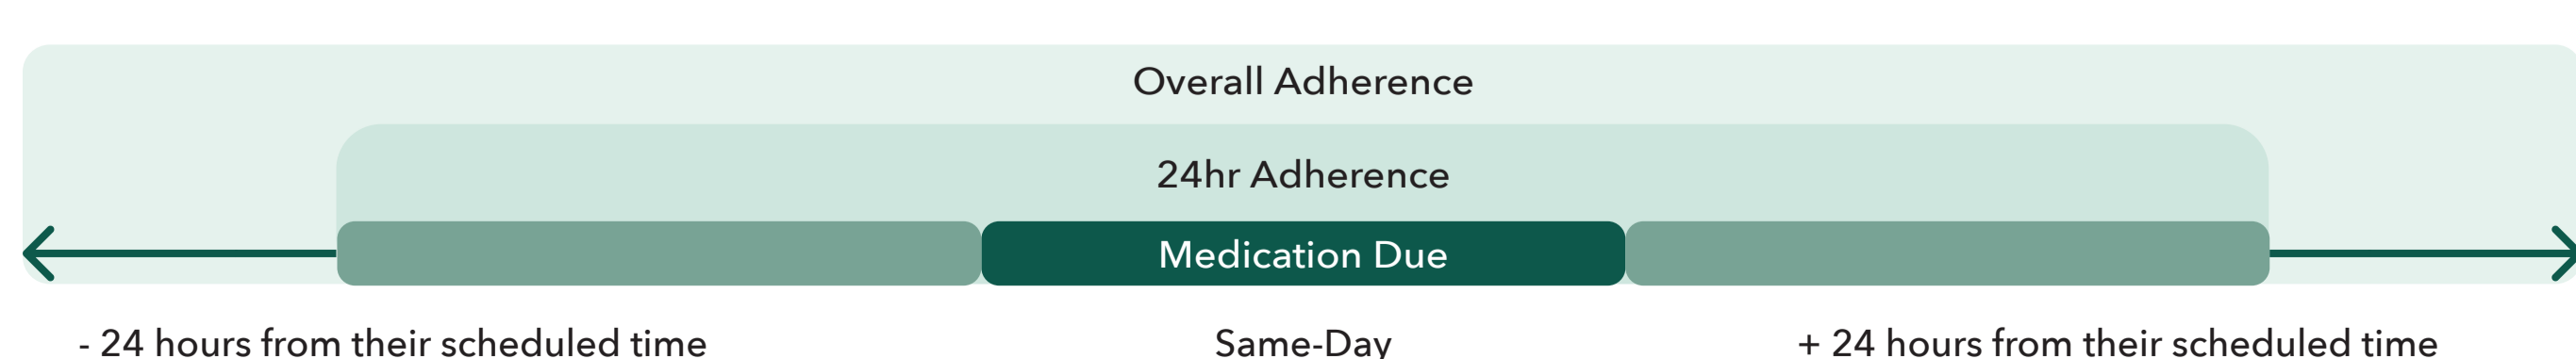 Overall Adherence
24hr Adherence
Medication Due
- 24 hours from their scheduled time
Same-Day
+ 24 hours from their scheduled time